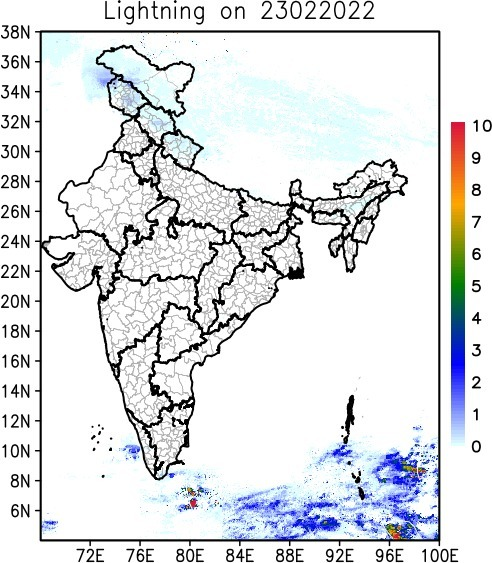 Lightning on 23022022
38N
36N
34N
32N
30N
28N
26N
24N
22N
20N
18N
16N
14N
12N
10N
8N
6N
72E 76E 80E 84E 88E 92E 96E 100E
10
9
8
7
6
5
4
3
2
1
0